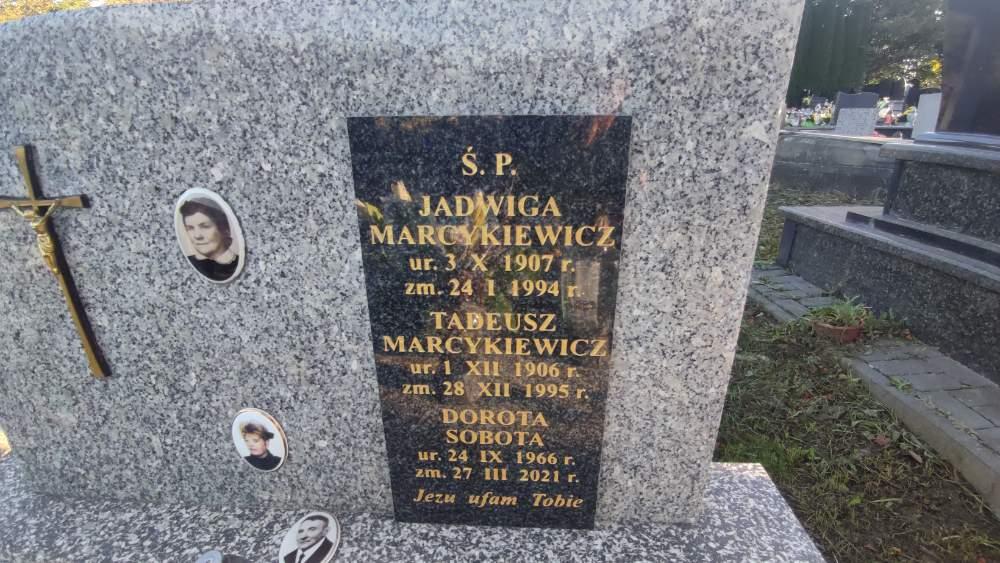 Ś. P.
JADWIGA
MARCYKIEWICZ
ur. 3 X 1907 r.
zm. 24 I 1994 r.
TADEUSZ
MARCYKIEWICZ
ur. 1 XII 1906 r.
zm. 28 XII 1995 r.
DOROTA
SOBOTA
ur. 24 IX 1966 r.
zm. 27 III 2021 r.
Jezu ufam Tobie